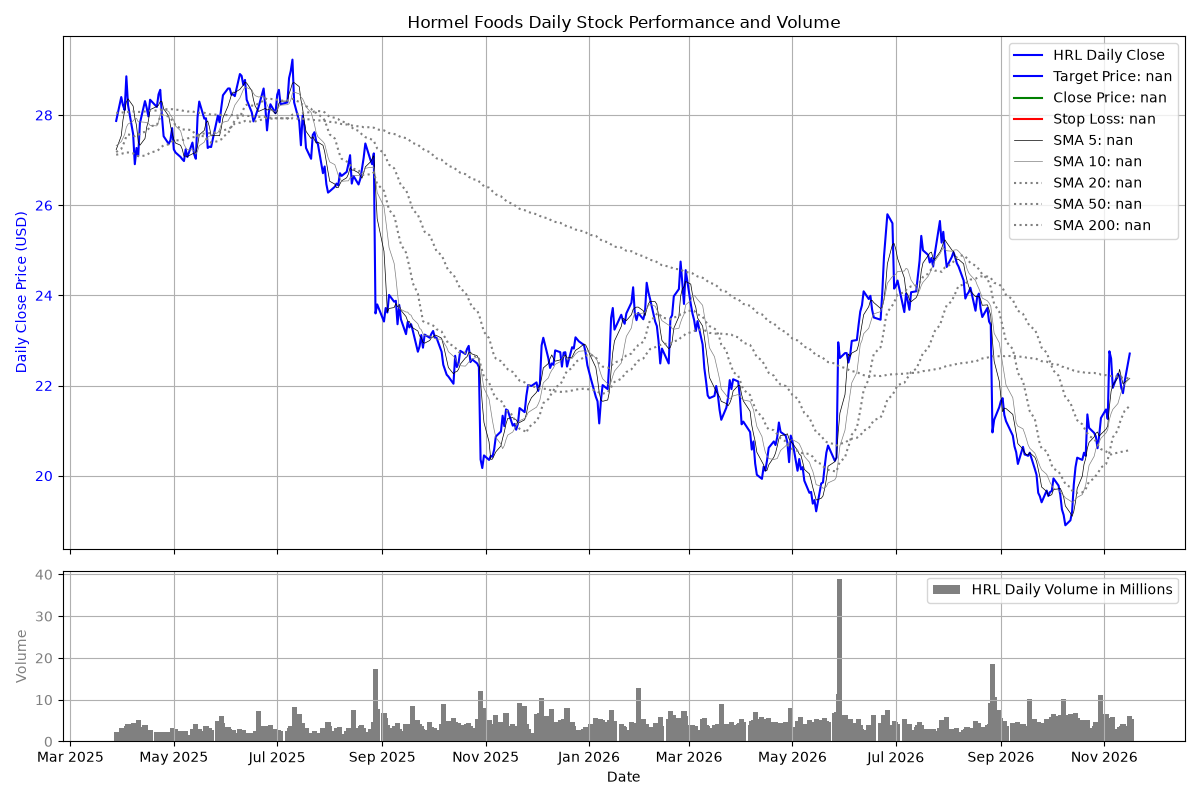 Hormel Foods Daily Stock Performance and Volume
HRL Daily Close
Target Price: nan
Close Price: nan
Stop Loss: nan
SMA 5: nan
SMA 10: nan
SMA 20: nan
SMA 50: nan
SMA 200: nan
Daily Close Price (USD)
28
26
24
22
20
HRL Daily Volume in Millions
Volume
40
30
20
10
0
Mar 2025 May 2025 Jul 2025 Sep 2025 Nov 2025 Jan 2026 Mar 2026 May 2026 Jul 2026 Sep 2026 Nov 2026
Date